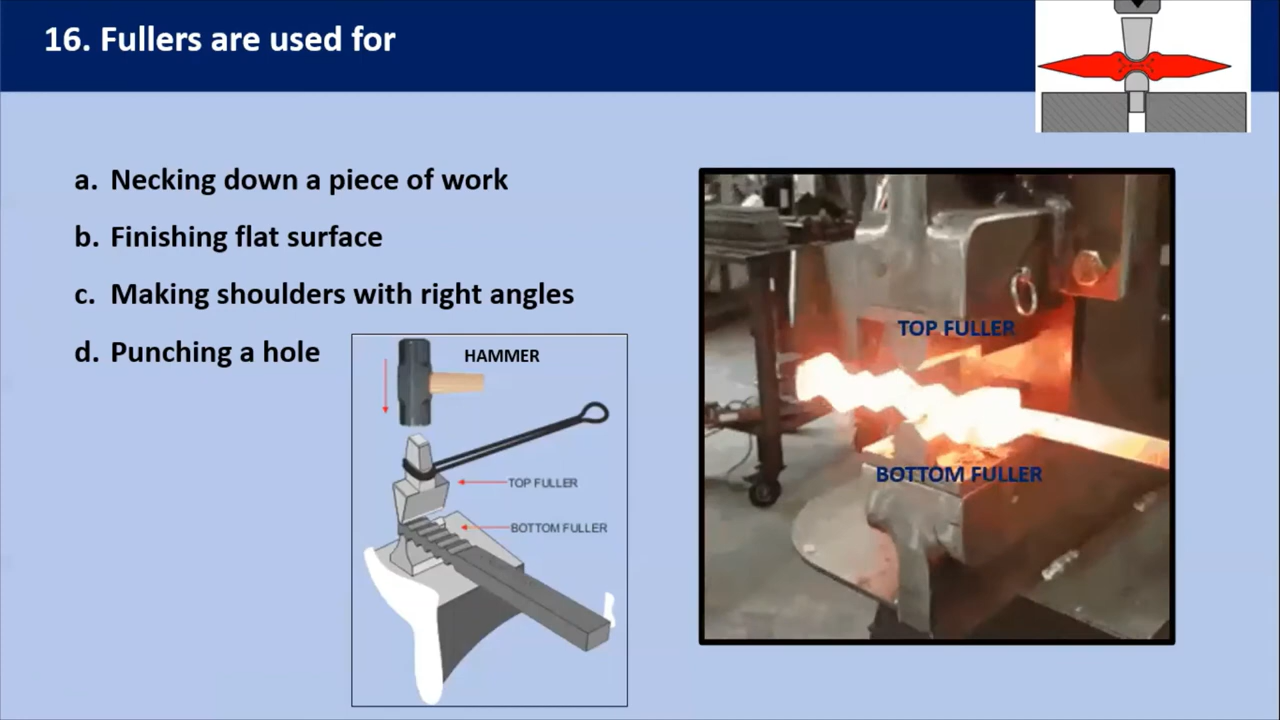 16. Fullers are used for
a. Necking down a piece of work
b. Finishing flat surface
c. Making shoulders with right angles
d. Punching a hole
HAMMER
TOP FULLER
BOTTOM FULLER
TOP FULLER
BOTTOM FULLER